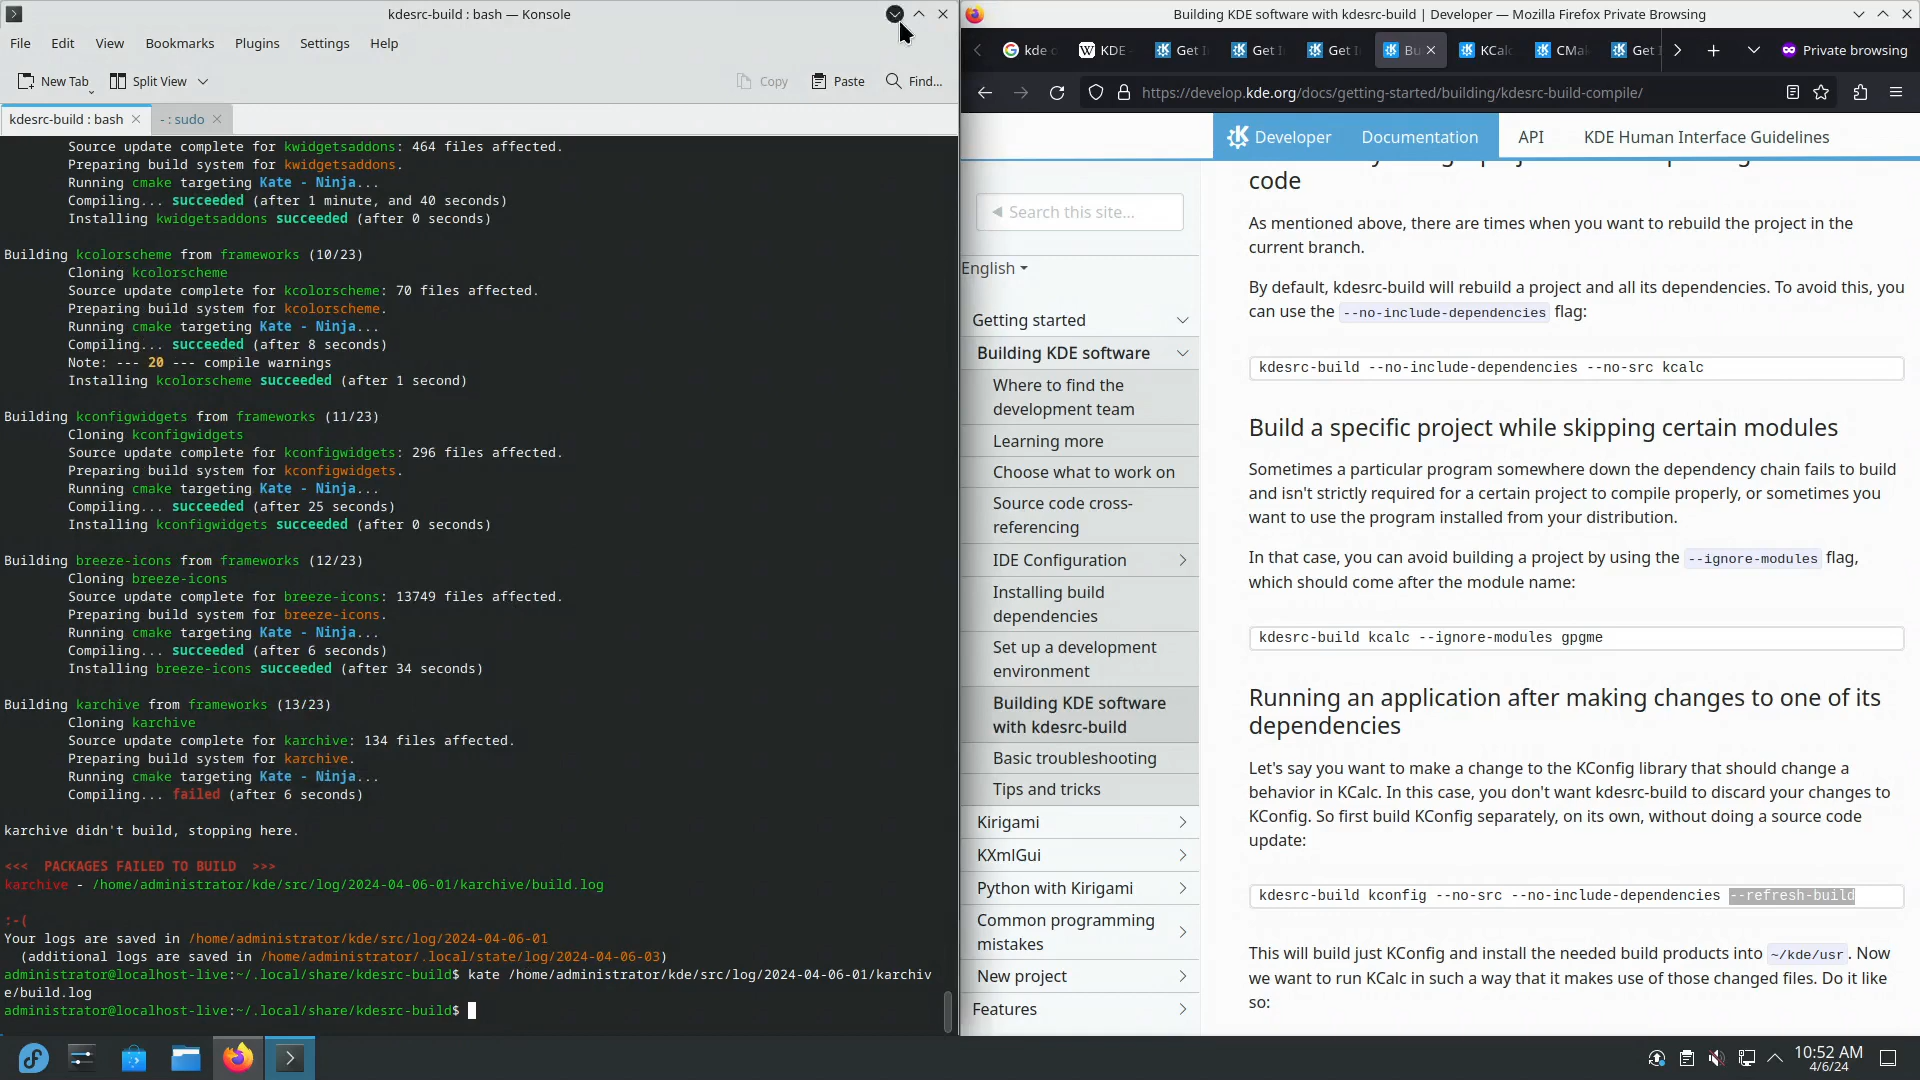 kdesrc-build : bash — Konsole
File Edit View Bookmarks Plugins Settings Help
New Tab Split View Copy Paste Find...
kdesrc-build : bash - : sudo
Source update complete for kwidgetsaddons: 464 files affected.
Preparing build system for kwidgetsaddons.
Running cmake targeting Kate - Ninja...
Compiling... succeeded (after 1 minute, and 40 seconds)
Installing kwidgetsaddons succeeded (after 0 seconds)
Building kcolorscheme from frameworks (10/23)
Cloning kcolorscheme
Source update complete for kcolorscheme: 70 files affected.
Preparing build system for kcolorscheme.
Running cmake targeting Kate - Ninja...
Compiling... succeeded (after 8 seconds)
Note: --- 20 --- compile warnings
Installing kcolorscheme succeeded (after 1 second)
Building kconfigwidgets from frameworks (11/23)
Cloning kconfigwidgets
Source update complete for kconfigwidgets: 296 files affected.
Preparing build system for kconfigwidgets.
Running cmake targeting Kate - Ninja...
Compiling... succeeded (after 25 seconds)
Installing kconfigwidgets succeeded (after 0 seconds)
Building breeze-icons from frameworks (12/23)
Cloning breeze-icons
Source update complete for breeze-icons: 13749 files affected.
Preparing build system for breeze-icons.
Running cmake targeting Kate - Ninja...
Compiling... succeeded (after 6 seconds)
Installing breeze-icons succeeded (after 34 seconds)
Building karchive from frameworks (13/23)
Cloning karchive
Source update complete for karchive: 134 files affected.
Preparing build system for karchive.
Running cmake targeting Kate - Ninja...
Compiling... failed (after 6 seconds)
karchive didn't build, stopping here.
<<< PACKAGES FAILED TO BUILD >>>
karchive - /home/administrator/kde/src/log/2024-04-06-01/karchive/build.log
:-(
Your logs are saved in /home/administrator/kde/src/log/2024-04-06-01
(additional logs are saved in /home/administrator/.local/state/log/2024-04-06-03)
administrator@localhost-live:~/.local/share/kdesrc-build$ kate /home/administrator/kde/src/log/2024-04-06-01/karchiv
e/build.log
administrator@localhost-live:~/.local/share/kdesrc-build$
Building KDE software with kdesrc-build | Developer — Mozilla Firefox Private Browsing
kde c KDE Get I Get I Get I Bu KCal CMa Get I Private browsing
https://develop.kde.org/docs/getting-started/building/kdesrc-build-compile/
Developer Documentation API KDE Human Interface Guidelines
Search this site...
English
Getting started
Building KDE software
Where to find the
development team
Learning more
Choose what to work on
Source code cross-
referencing
IDE Configuration
Installing build
dependencies
Set up a development
environment
Building KDE software
with kdesrc-build
Basic troubleshooting
Tips and tricks
Kirigami
KXmlGui
Python with Kirigami
Common programming
mistakes
New project
Features
code
As mentioned above, there are times when you want to rebuild the project in the
current branch.
By default, kdesrc-build will rebuild a project and all its dependencies. To avoid this, you
can use the --no-include-dependencies flag:
kdesrc-build --no-include-dependencies --no-src kcalc
Build a specific project while skipping certain modules
Sometimes a particular program somewhere down the dependency chain fails to build
and isn't strictly required for a certain project to compile properly, or sometimes you
want to use the program installed from your distribution.
In that case, you can avoid building a project by using the --ignore-modules flag,
which should come after the module name:
kdesrc-build kcalc --ignore-modules gpgme
Running an application after making changes to one of its
dependencies
Let's say you want to make a change to the KConfig library that should change a
behavior in KCalc. In this case, you don't want kdesrc-build to discard your changes to
KConfig. So first build KConfig separately, on its own, without doing a source code
update:
kdesrc-build kconfig --no-src --no-include-dependencies --refresh-build
This will build just KConfig and install the needed build products into ~/kde/usr. Now
we want to run KCalc in such a way that it makes use of those changed files. Do it like
so:
10:52 AM
4/6/24